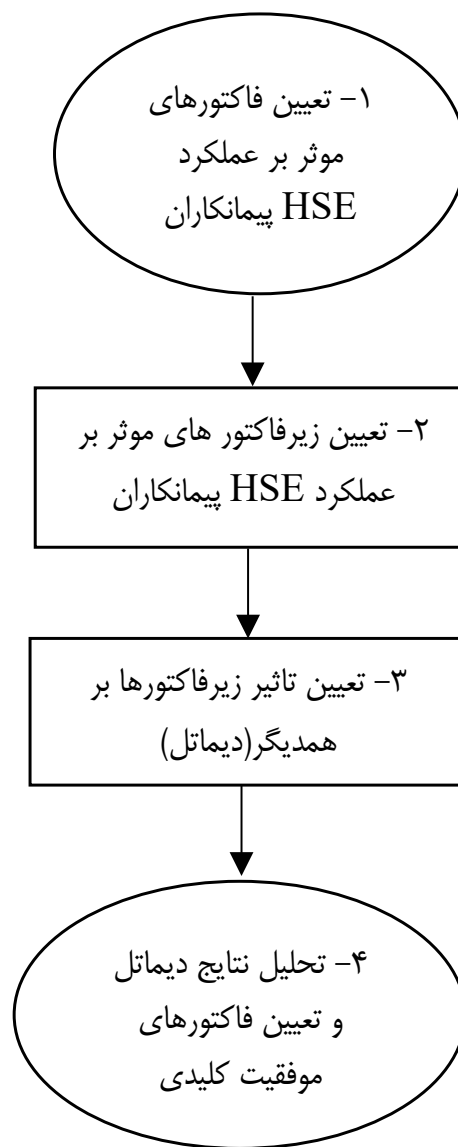 ۱- تعیین فاکتورهای
موثر بر عملکرد
HSE پیمانکاران
۲- تعیین زیرفاکتور های موثر بر
عملکرد HSE پیمانکاران
۳- تعیین تاثیر زیرفاکتورها بر
همدیگر(دیماتل)
۴- تحلیل نتایج دیماتل
و تعیین فاکتورهای
موفقیت کلیدی